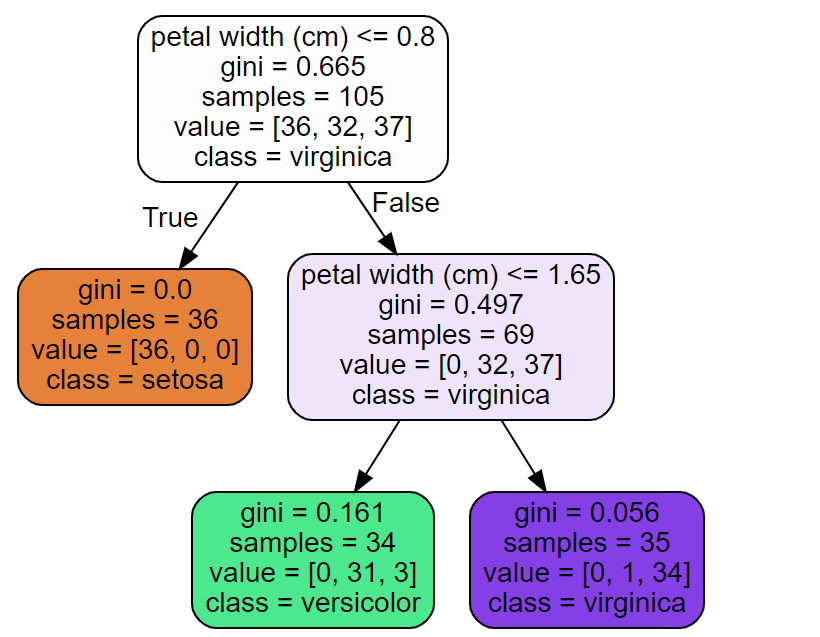 petal width (cm) <= 0.8
gini = 0.665
samples = 105
value = [36, 32, 37]
class = virginica
True
False
gini = 0.0
samples = 36
value = [36, 0, 0]
class = setosa
petal width (cm) <= 1.65
gini = 0.497
samples = 69
value = [0, 32, 37]
class = virginica
gini = 0.161
samples = 34
value = [0, 31, 3]
class = versicolor
gini = 0.056
samples = 35
value = [0, 1, 34]
class = virginica